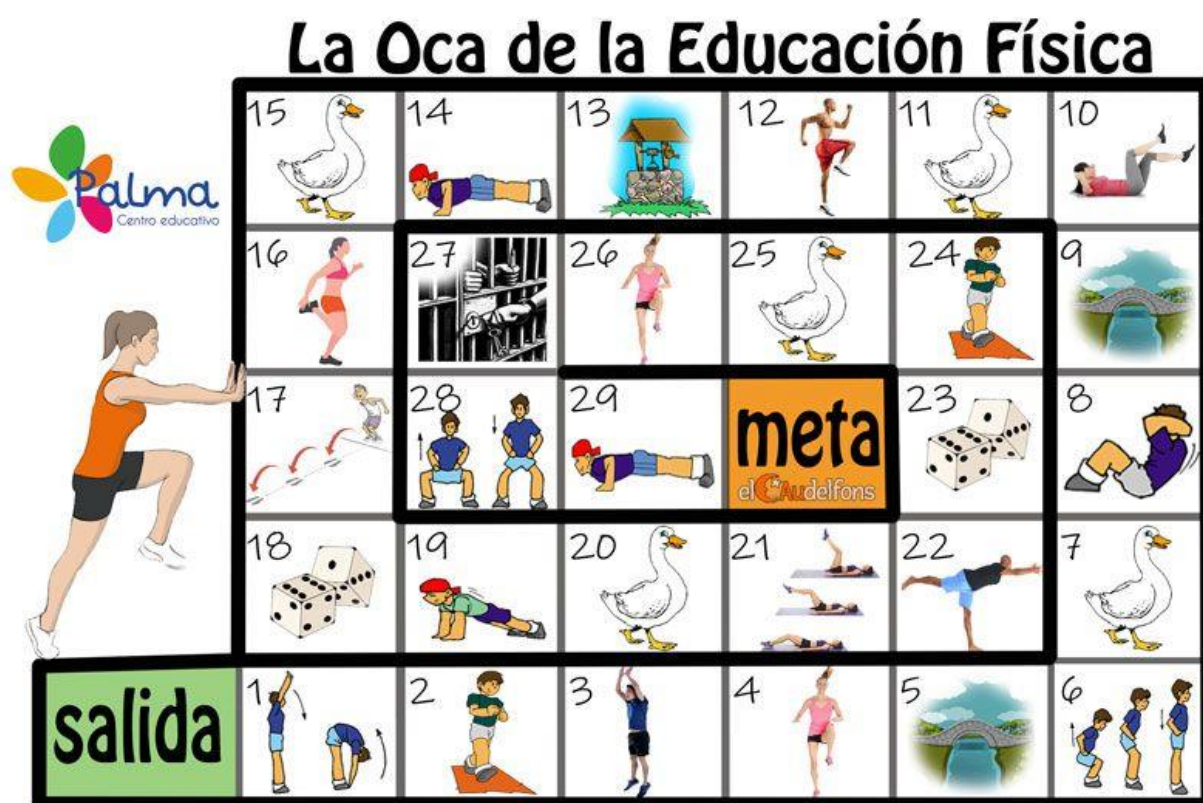 La Oca de la Educación Física
15 14 13 12 11 10
Palma
Centro educativo
16 27 26 25 24 9
17 28 29 meta 23 8
el CAUdelfons
18 19 20 21 22 7
salida 1 2 3 4 5 6